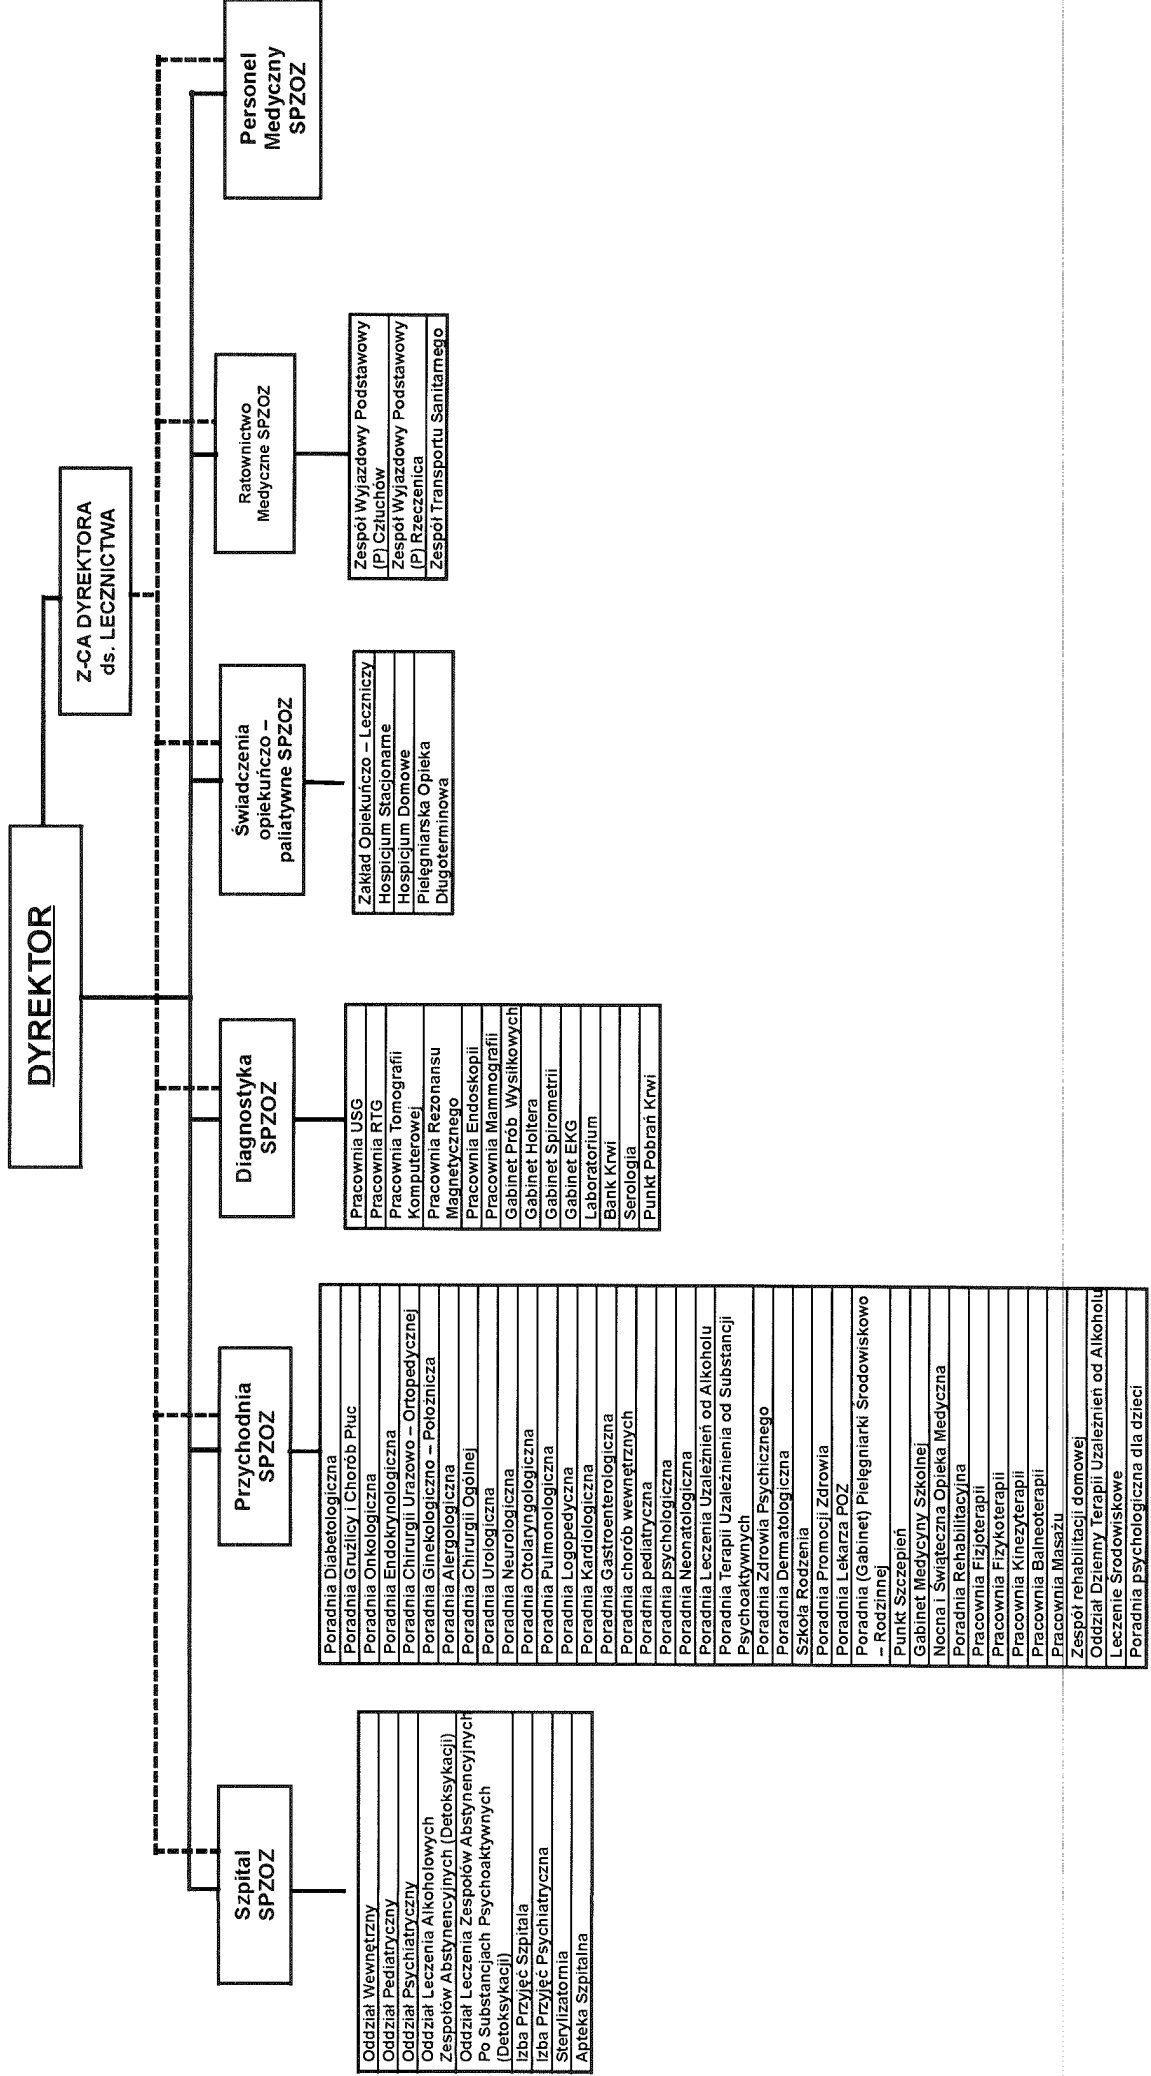 DYREKTOR
Z-CA DYREKTORA
ds. LECZNICTWA
Szpital
SPZOZ
Przychodnia
SPZOZ
Diagnostyka
SPZOZ
Świadczenia
opiekuńczo –
paliatywne SPZOZ
Ratownictwo
Medyczne SPZOZ
Personel
Medyczny
SPZOZ
Oddział Wewnętrzny
Oddział Pediatryczny
Oddział Psychiatryczny
Oddział Leczenia Alkoholowych
Zespołów Abstynencyjnych (Detoksykacji)
Oddział Leczenia Zespołów Abstynencyjnych
Po Substancjach Psychoaktywnych
(Detoksykacji)
Izba Przyjęć Szpitala
Izba Przyjęć Psychiatryczna
Sterylizatornia
Apteka Szpitalna
Poradnia Diabetologiczna
Poradnia Gruźlicy i Chorób Płuc
Poradnia Onkologiczna
Poradnia Endokrynologiczna
Poradnia Chirurgii Urazowo – Ortopedycznej
Poradnia Ginekologiczno – Położnicza
Poradnia Alergologiczna
Poradnia Chirurgii Ogólnej
Poradnia Urologiczna
Poradnia Neurologiczna
Poradnia Otolaryngologiczna
Poradnia Pulmonologiczna
Poradnia Logopedyczna
Poradnia Kardiologiczna
Poradnia Gastroenterologiczna
Poradnia chorób wewnętrznych
Poradnia pediatryczna
Poradnia psychologiczna
Poradnia Neonatologiczna
Poradnia Leczenia Uzależnień od Alkoholu
Poradnia Terapii Uzależnienia od Substancji
Psychoaktywnych
Poradnia Zdrowia Psychicznego
Poradnia Dermatologiczna
Szkoła Rodzenia
Poradnia Promocji Zdrowia
Poradnia Lekarza POZ
Poradnia (Gabinet) Pielęgniarki Środowiskowo
– Rodzinnej
Punkt Szczepień
Gabinet Medycyny Szkolnej
Nocna i Świąteczna Opieka Medyczna
Poradnia Rehabilitacyjna
Pracownia Fizjoterapii
Pracownia Fizykoterapii
Pracownia Kinezyterapii
Pracownia Balneoterapii
Pracownia Masażu
Zespół rehabilitacji domowej
Oddział Dzienny Terapii Uzależnień od Alkoholu
Leczenie Środowiskowe
Poradnia psychologiczna dla dzieci
Pracownia USG
Pracownia RTG
Pracownia Tomografii
Komputerowej
Pracownia Rezonansu
Magnetycznego
Pracownia Endoskopii
Pracownia Mammografii
Gabinet Prób Wysiłkowych
Gabinet Holtera
Gabinet Spirometrii
Gabinet EKG
Laboratorium
Bank Krwi
Serologia
Punkt Pobrań Krwi
Zakład Opiekuńczo – Leczniczy
Hospicjum Stacjonarne
Hospicjum Domowe
Pielęgniarska Opieka
Długoterminowa
Zespół Wyjazdowy Podstawowy
(P) Człuchów
Zespół Wyjazdowy Podstawowy
(P) Rzeczenica
Zespół Transportu Sanitarnego